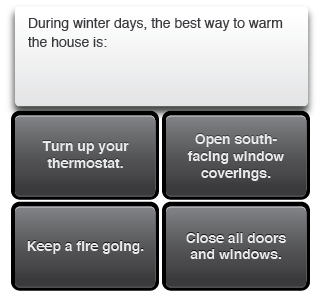 During winter days, the best way to warm
the house is:
Turn up your
thermostat.
Open south-
facing window
coverings.
Keep a fire going.
Close all doors
and windows.